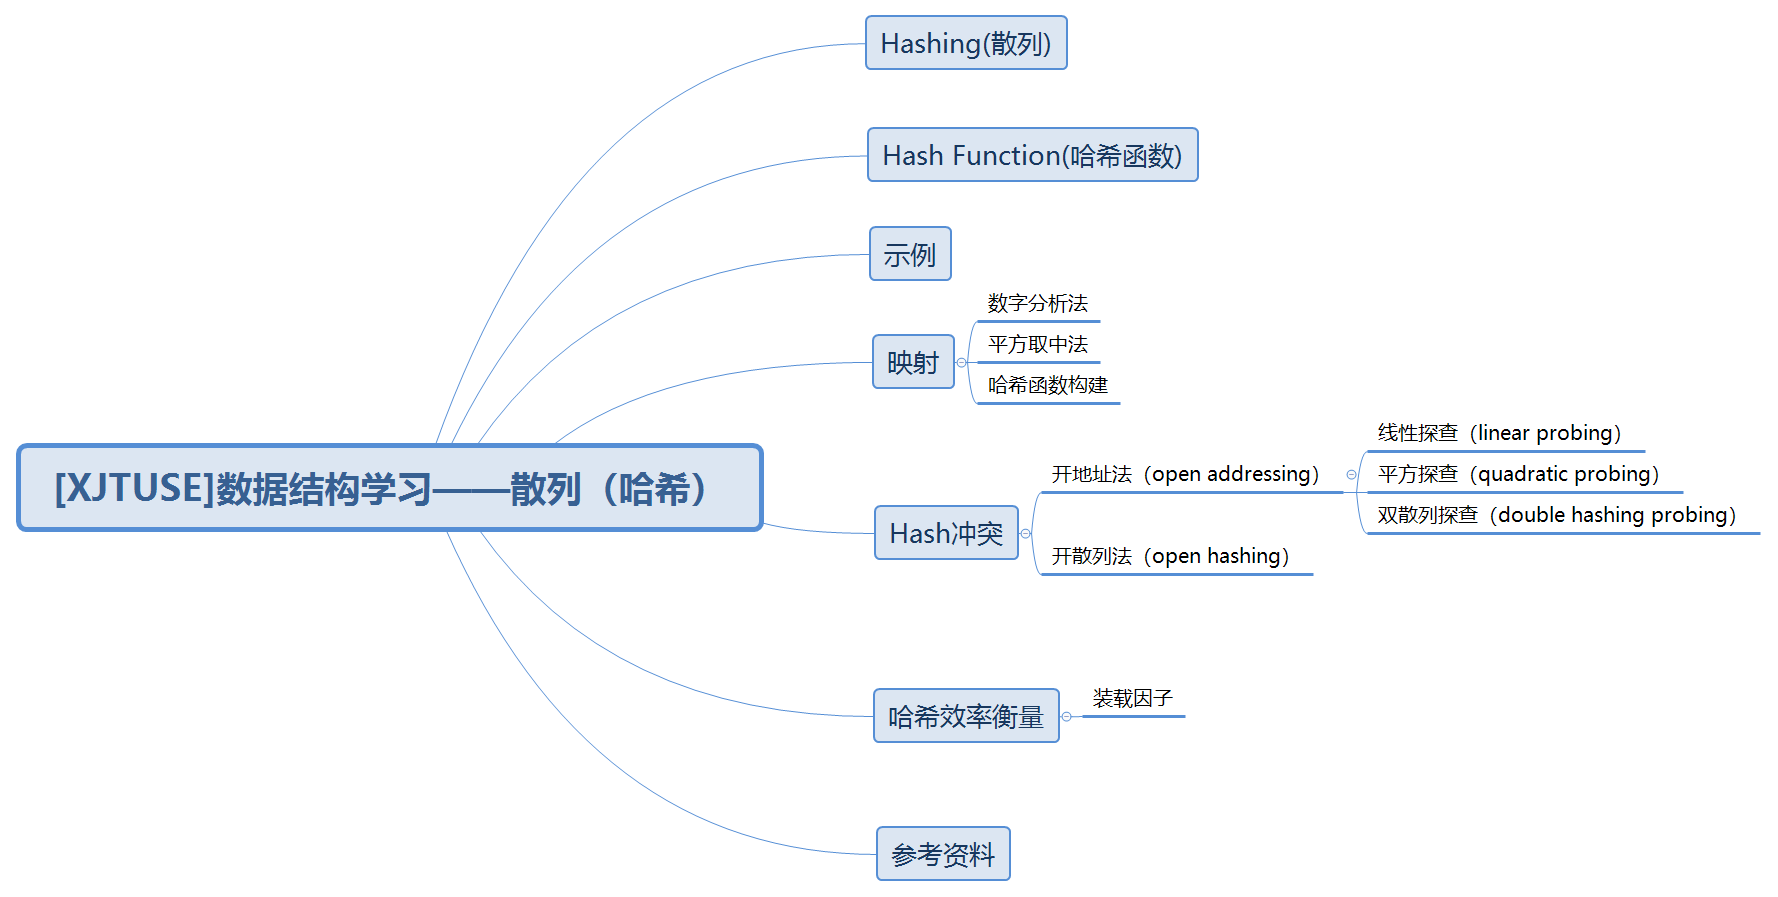 Hashing(散列)
Hash Function(哈希函数)
示例
映射
数字分析法
平方取中法
哈希函数构建
[XJTUSE]数据结构学习——散列（哈希）
Hash冲突
开地址法（open addressing）
线性探查（linear probing）
平方探查（quadratic probing）
双散列探查（double hashing probing）
开散列法（open hashing）
哈希效率衡量
装载因子
参考资料